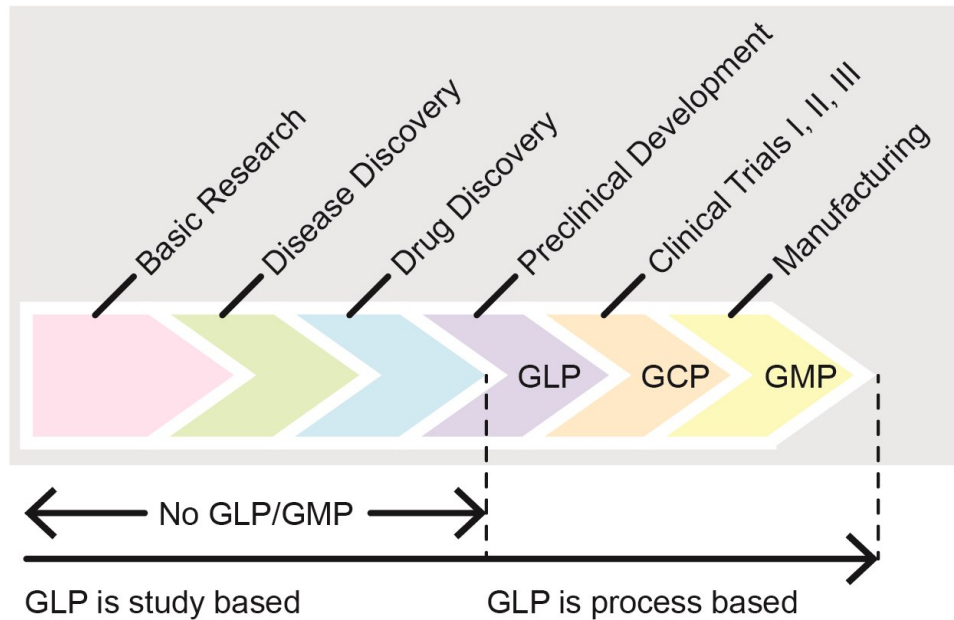 Basic Research
Disease Discovery
Drug Discovery
Preclinical Development
Clinical Trials I, II, III
Manufacturing
GLP
GCP
GMP
No GLP/GMP
GLP is study based
GLP is process based